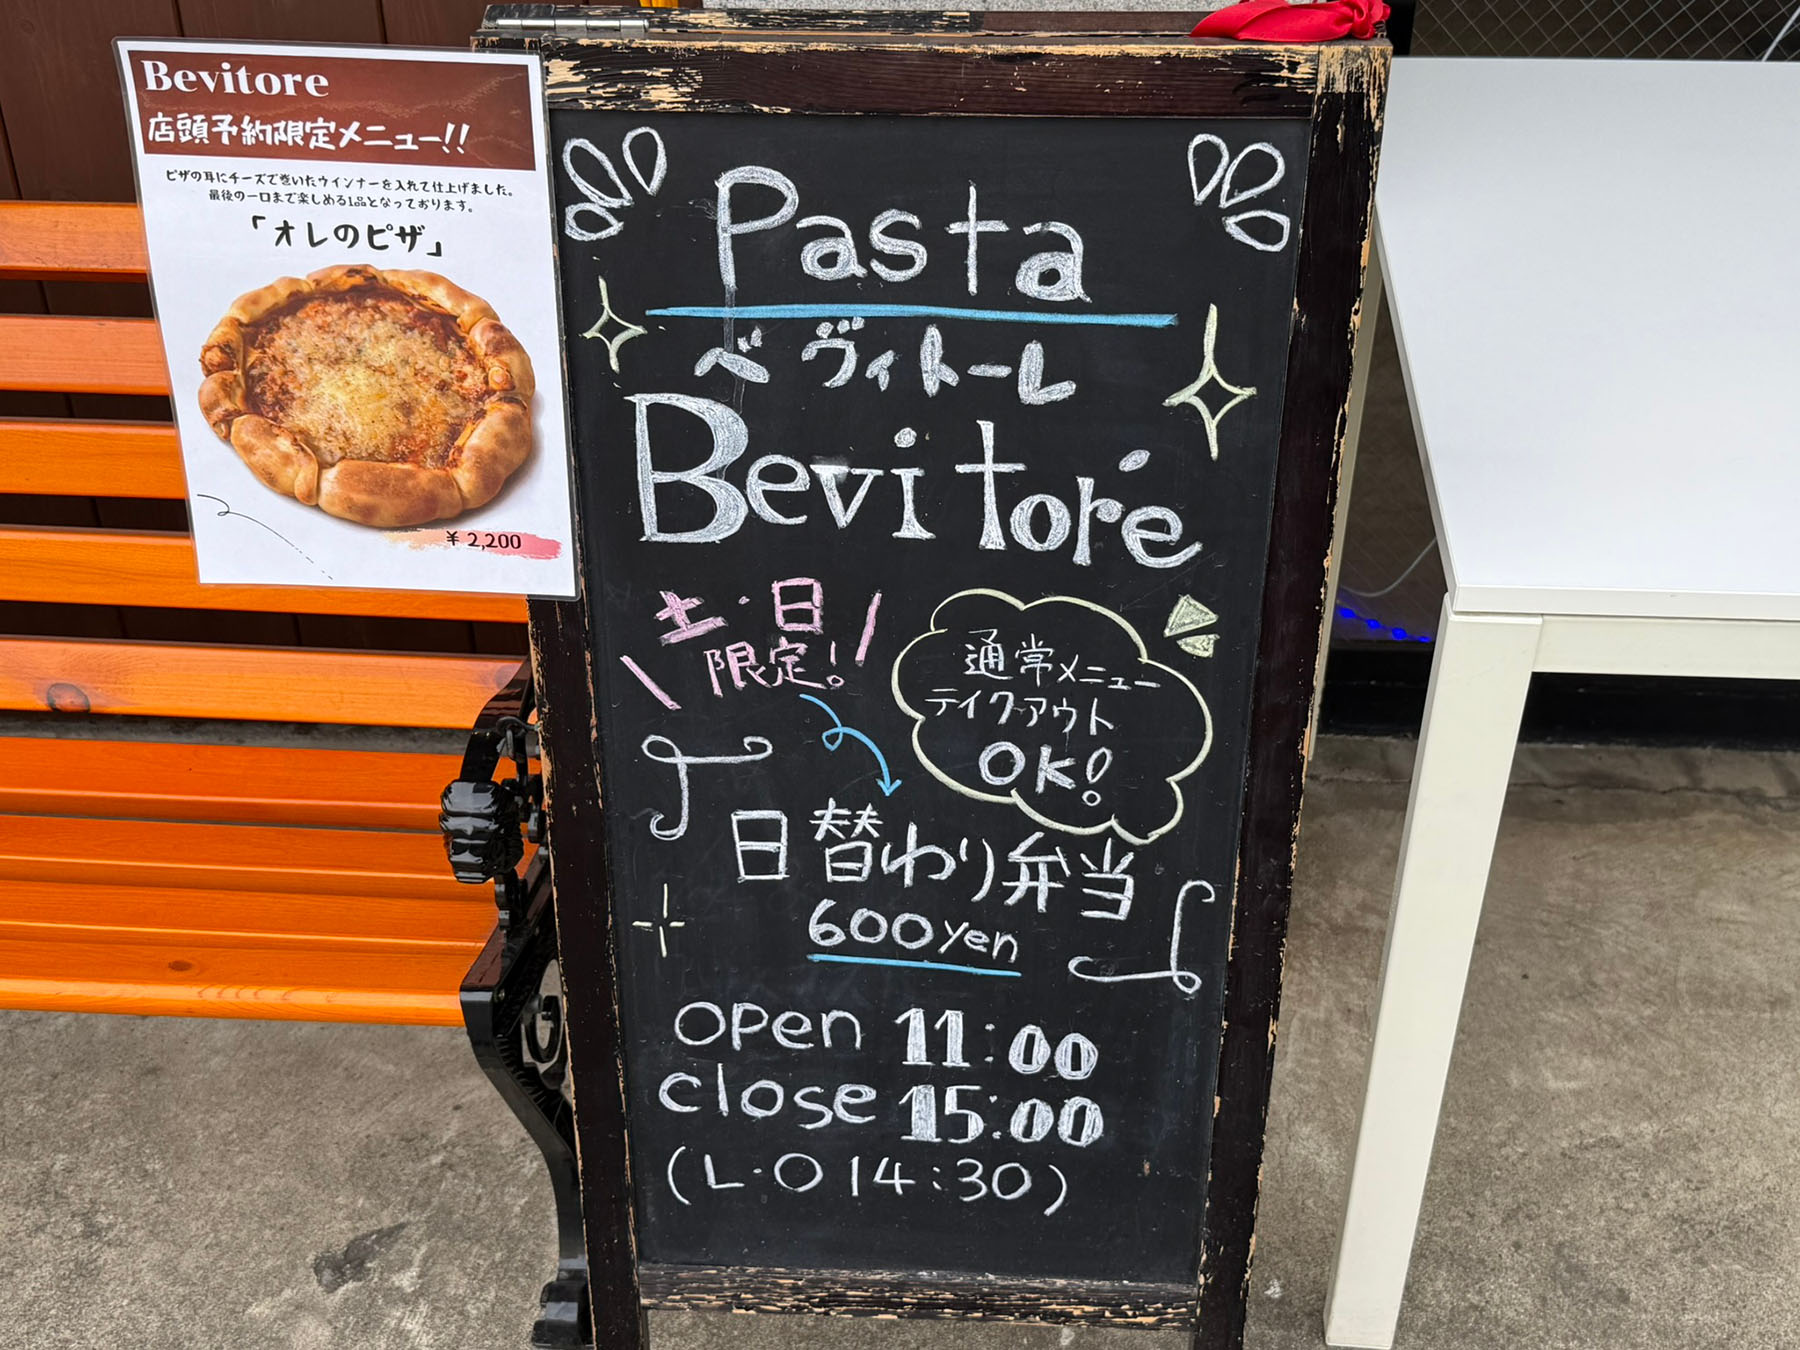 Bevitore
店頭予約限定メニュー!!
ピザの耳にチーズで巻いたウインナーを入れて仕上げました。
最後の一口まで楽しめる1品となっております。
「オレのピザ」
¥ 2,200
Pasta
ベヴィトーレ
Bevitoré
土・日
限定!
通常メニュー
テイクアウト
OK!
日替わり弁当
600yen
open 11:00
close 15:00
(L・O 14:30)